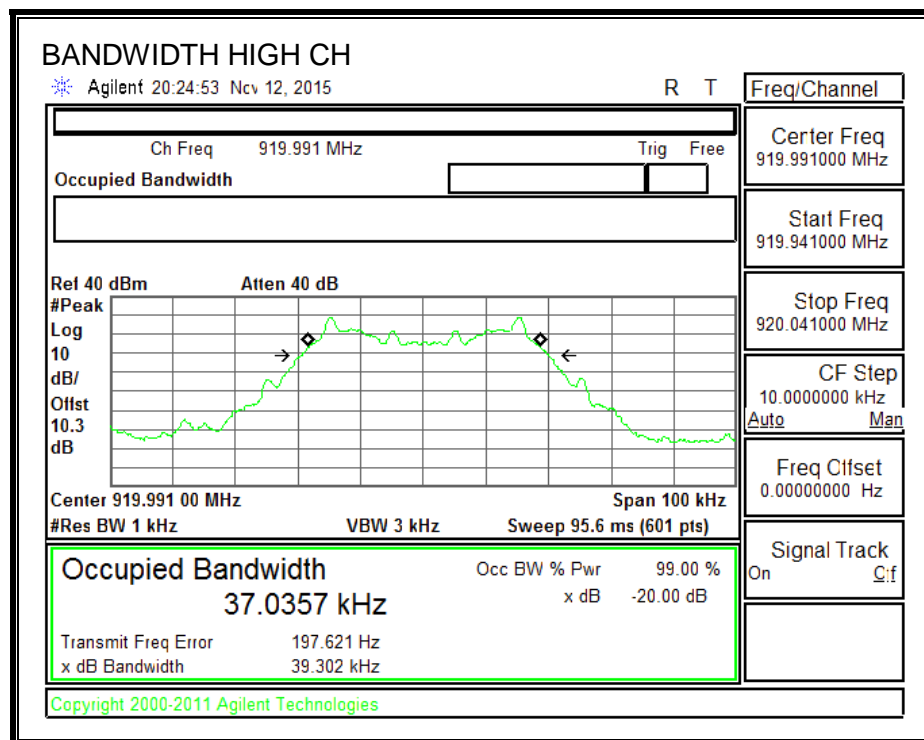 BANDWIDTH HIGH CH
Agilent 20:24:53 Nov 12, 2015 R T
Freq/Channel
Ch Freq 919.991 MHz Trig Free
Occupied Bandwidth
Center Freq
919.991000 MHz
Start Freq
919.941000 MHz
Stop Freq
920.041000 MHz
CF Step
10.0000000 kHz
Auto Man
Freq Offset
0.00000000 Hz
Signal Track
On Off
Ref 40 dBm Atten 40 dB
#Peak
Log
10
dB/
Offst
10.3
dB
Center 919.991 00 MHz Span 100 kHz
#Res BW 1 kHz VBW 3 kHz Sweep 95.6 ms (601 pts)
Occupied Bandwidth
37.0357 kHz
Occ BW % Pwr 99.00 %
x dB -20.00 dB
Transmit Freq Error 197.621 Hz
x dB Bandwidth 39.302 kHz
Copyright 2000-2011 Agilent Technologies